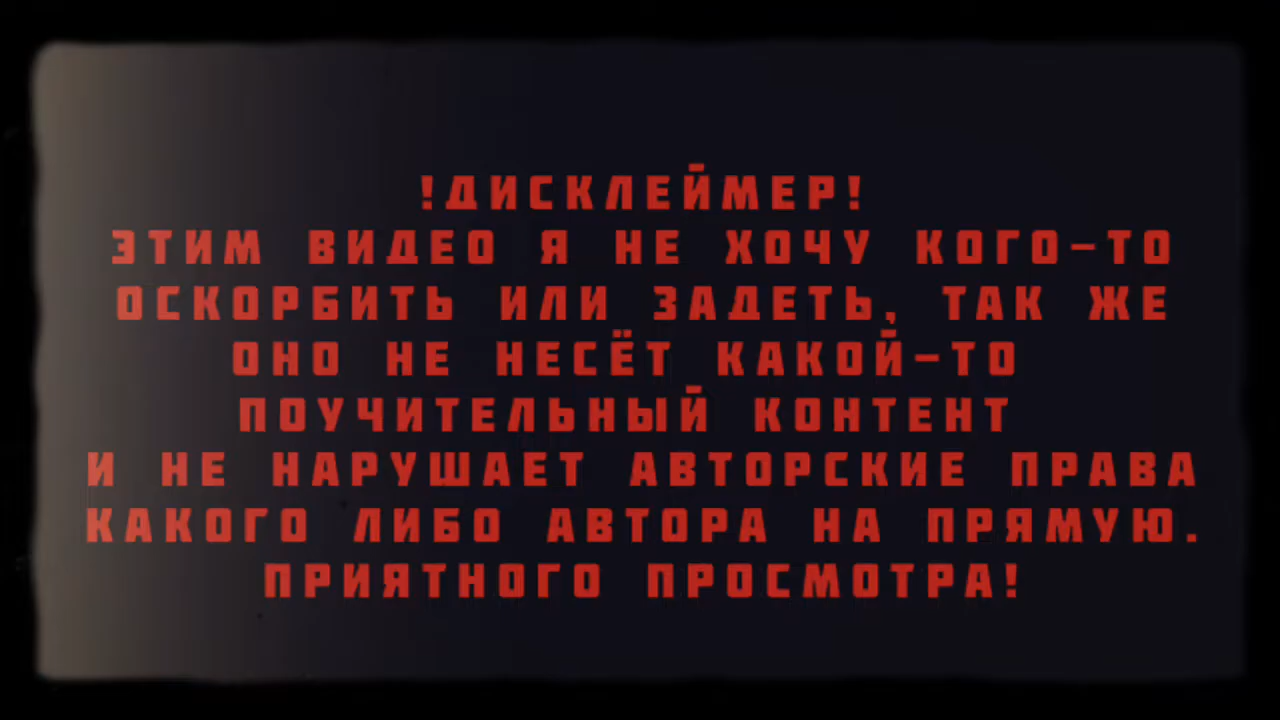 !ДИСКЛЕЙМЕР!
ЭТИМ ВИДЕО Я НЕ ХОЧУ КОГО-ТО
ОСКОРБИТЬ ИЛИ ЗАДЕТЬ, ТАК ЖЕ
ОНО НЕ НЕСЁТ КАКОЙ-ТО
ПОУЧИТЕЛЬНЫЙ КОНТЕНТ
И НЕ НАРУШАЕТ АВТОРСКИЕ ПРАВА
КАКОГО ЛИБО АВТОРА НА ПРЯМУЮ.
ПРИЯТНОГО ПРОСМОТРА!